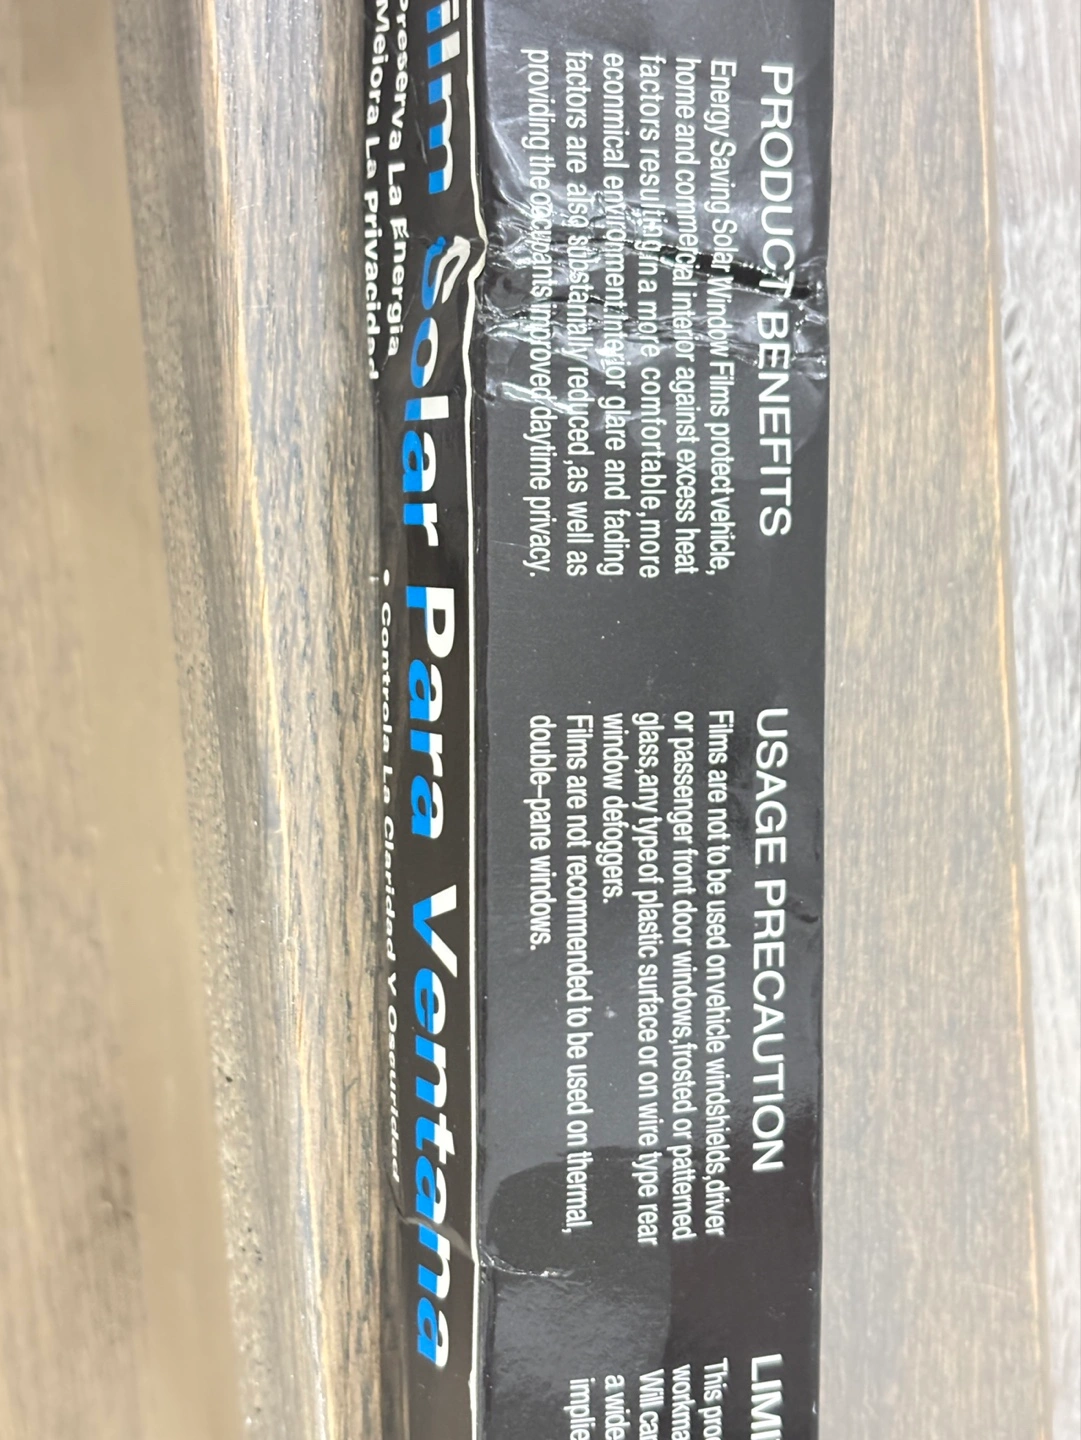 PRODUCT BENEFITS
Energy Saving Solar Window Films protect vehicle,
home and commercial interior against excess heat
factors resulting in a more comfortable,more
econmical environment.Interior glare and fading
factors are also substantially reduced,as well as
providing the occupants improved daytime privacy.
USAGE PRECAUTION
Films are not to be used on vehicle windshields,driver
or passenger front door windows,frosted or patterned
glass,any type of plastic surface or on wire type rear
window defoggers.
Films are not recommended to be used on thermal,
double-pane windows.
This
a wide
Film Solar Para Ventana
Preserva La Energia
Mejora La Privacidad
• Controla La Claridad Y Oscuridad